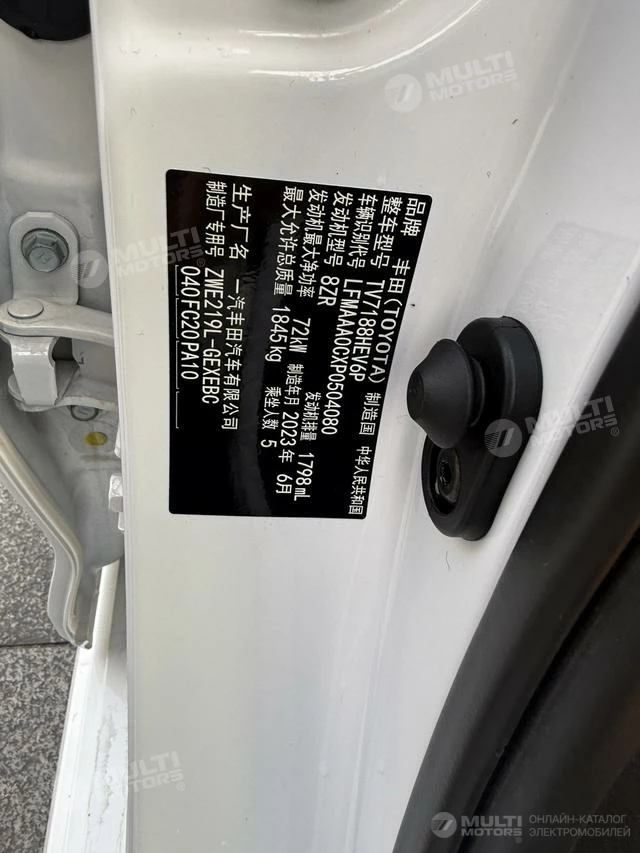 品牌 丰田(TOYOTA) 制造国 中华人民共和国
整车型号 TV7188HEV6P
车辆识别代号 LFMAAA0CXP0504080
发动机型号 8ZR
发动机最大净功率 72kW 发动机排量 1798mL
最大允许总质量 1845kg 制造年月 2023年 6月
乘坐人数 5
生产厂名 一汽丰田汽车有限公司
制造厂专用号 ZWE219L-GEXEBC
040FC20PA10
MULTI MOTORS
MULTI MOTORS
MULTI MOTORS
MULTI MOTORS
MULTI MOTORS
MULTI MOTORS
ОНЛАЙН-КАТАЛОГ
ЭЛЕКТРОМОБИЛЕЙ